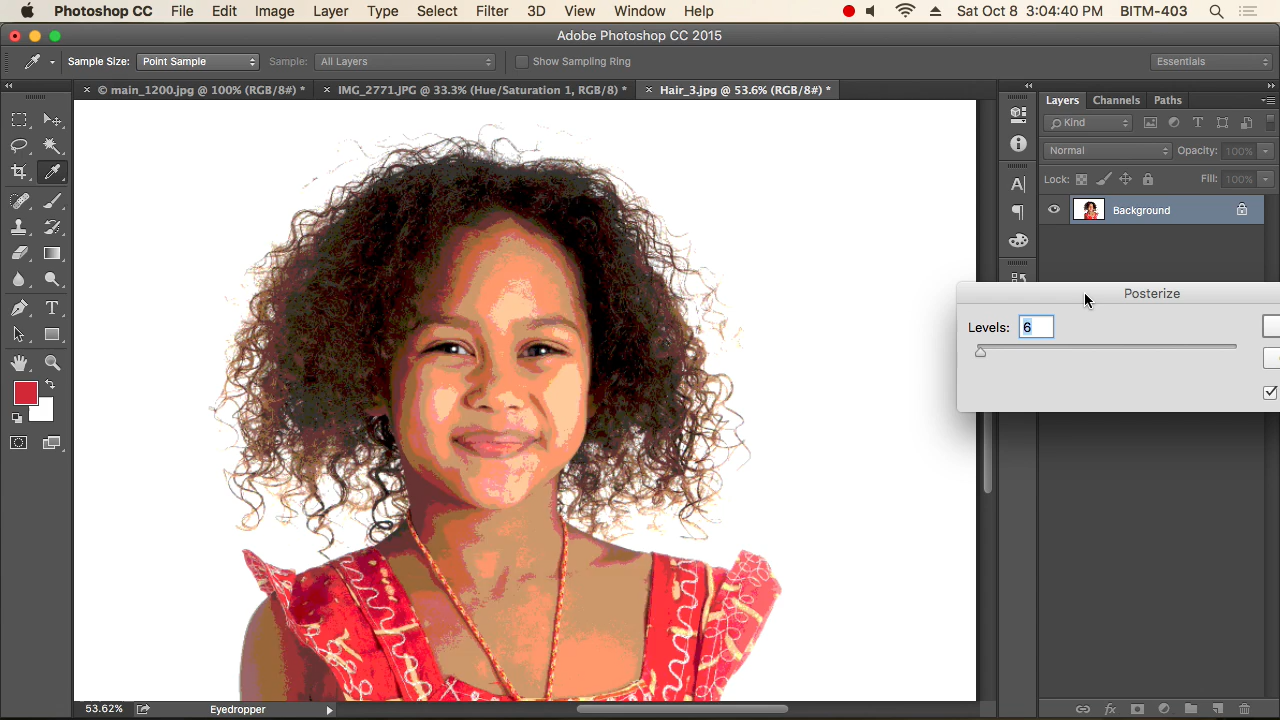 Photoshop CC File Edit Image Layer Type Select Filter 3D View Window Help Sat Oct 8 3:04:40 PM BITM-403
Adobe Photoshop CC 2015
Sample Size: Point Sample Sample: All Layers Show Sampling Ring Essentials
© main_1200.jpg @ 100% (RGB/8#) * IMG_2771.JPG @ 33.3% (Hue/Saturation 1, RGB/8) * Hair_3.jpg @ 53.6% (RGB/8#) *
Layers Channels Paths
Kind
Normal Opacity: 100%
Lock: Fill: 100%
Background
Posterize
Levels: 6
53.62% Eyedropper